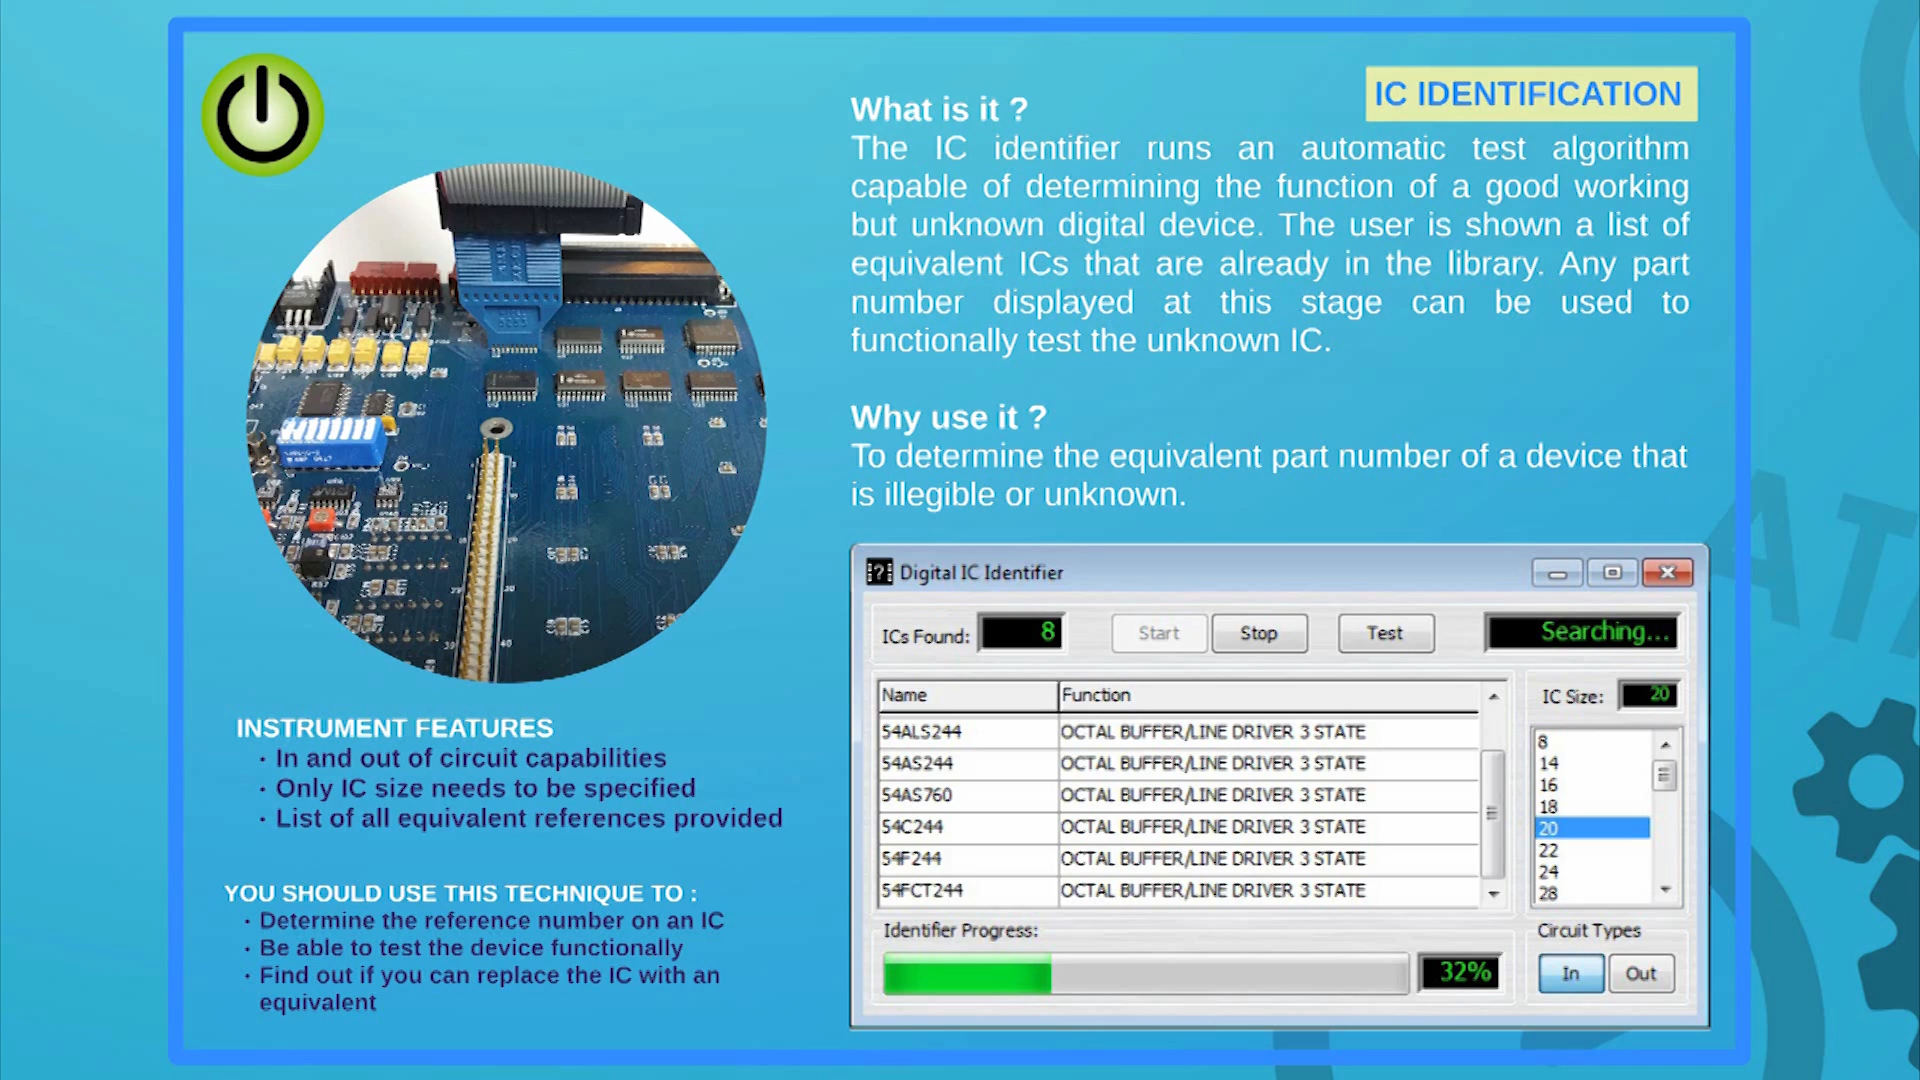 IC IDENTIFICATION
What is it ?
The IC identifier runs an automatic test algorithm
capable of determining the function of a good working
but unknown digital device. The user is shown a list of
equivalent ICs that are already in the library. Any part
number displayed at this stage can be used to
functionally test the unknown IC.
Why use it ?
To determine the equivalent part number of a device that
is illegible or unknown.
INSTRUMENT FEATURES
· In and out of circuit capabilities
· Only IC size needs to be specified
· List of all equivalent references provided
YOU SHOULD USE THIS TECHNIQUE TO :
· Determine the reference number on an IC
· Be able to test the device functionally
· Find out if you can replace the IC with an
equivalent
Digital IC Identifier
ICs Found: 8 Start Stop Test Searching...
Name Function
54ALS244 OCTAL BUFFER/LINE DRIVER 3 STATE
54AS244 OCTAL BUFFER/LINE DRIVER 3 STATE
54AS760 OCTAL BUFFER/LINE DRIVER 3 STATE
54C244 OCTAL BUFFER/LINE DRIVER 3 STATE
54F244 OCTAL BUFFER/LINE DRIVER 3 STATE
54FCT244 OCTAL BUFFER/LINE DRIVER 3 STATE
IC Size: 20
8
14
16
18
20
22
24
28
Identifier Progress:
32%
Circuit Types
In Out